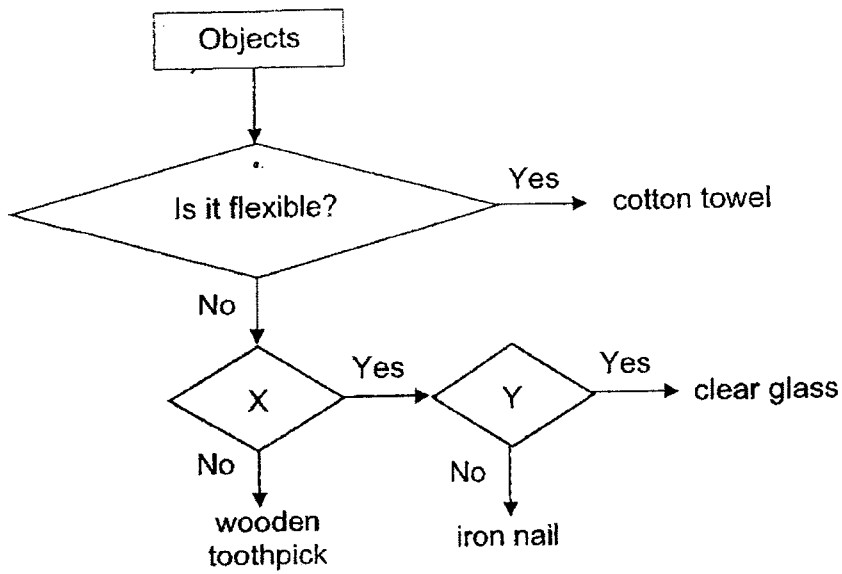 Objects
Is it flexible?
Yes
cotton towel
No
X
Yes
Y
Yes
clear glass
No
wooden
toothpick
No
iron nail